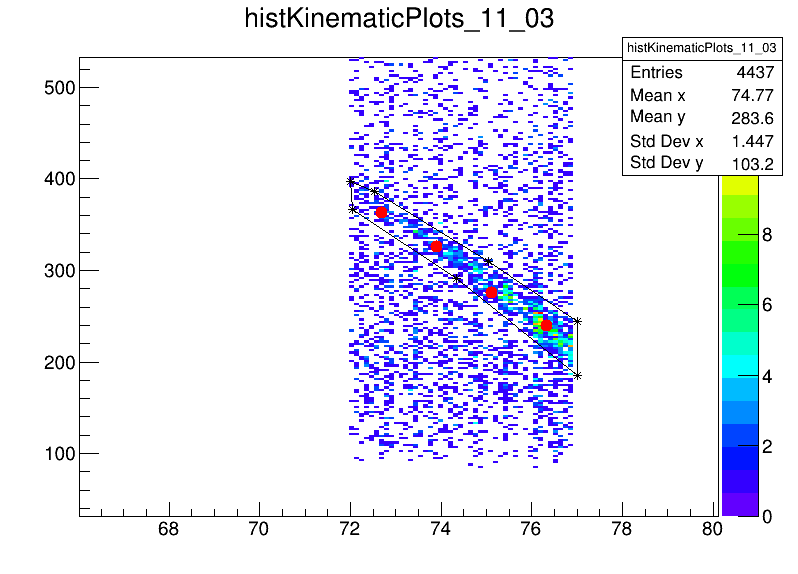 histKinematicPlots_11_03
histKinematicPlots_11_03
Entries 4437
Mean x 74.77
Mean y 283.6
Std Dev x 1.447
Std Dev y 103.2
500
400
300
200
100
68 70 72 74 76 78 80
8
6
4
2
0